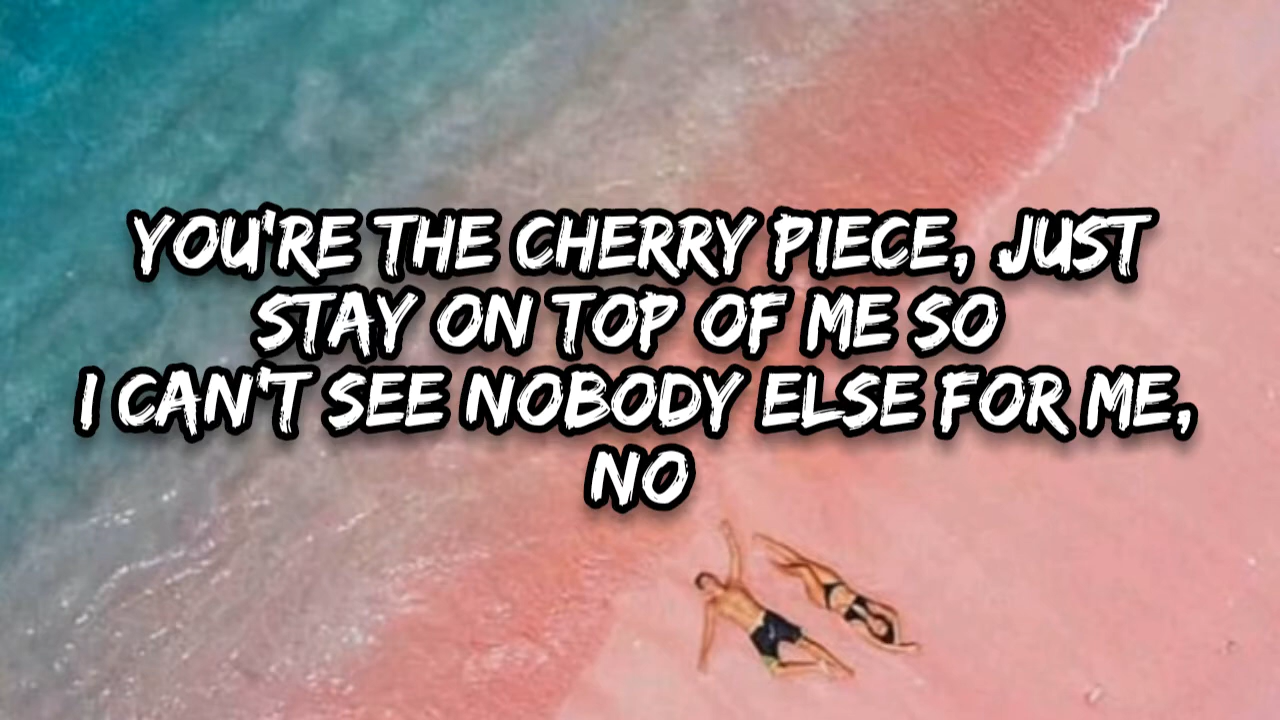 YOU'RE THE CHERRY PIECE, JUST
STAY ON TOP OF ME SO
I CAN'T SEE NOBODY ELSE FOR ME,
NO